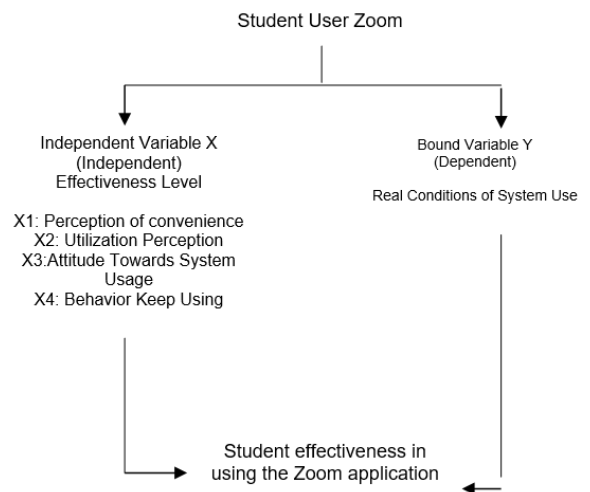 Student User Zoom
Independent Variable X
(Independent)
Effectiveness Level
X1: Perception of convenience
X2: Utilization Perception
X3:Attitude Towards System
Usage
X4: Behavior Keep Using
Bound Variable Y
(Dependent)
Real Conditions of System Use
Student effectiveness in
using the Zoom application